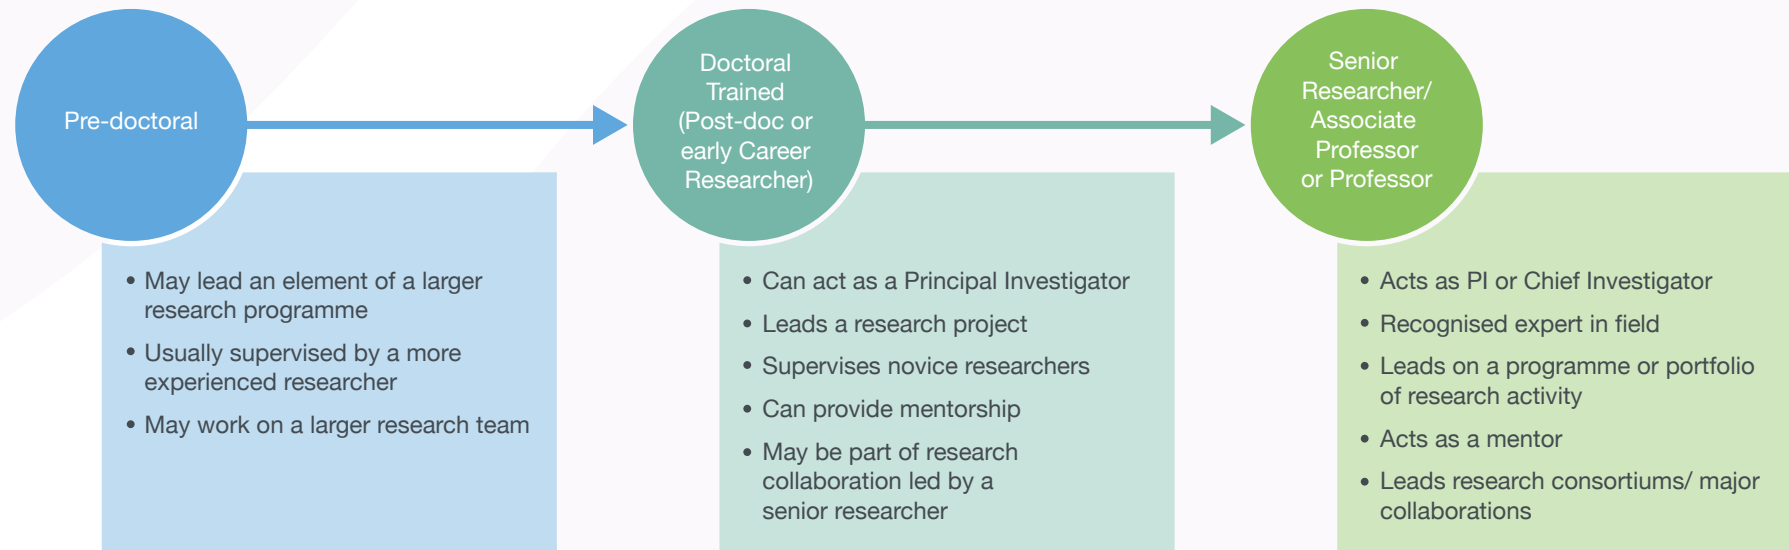 Pre-doctoral
• May lead an element of a larger
research programme
• Usually supervised by a more
experienced researcher
• May work on a larger research team
Doctoral
Trained
(Post-doc or
early Career
Researcher)
• Can act as a Principal Investigator
• Leads a research project
• Supervises novice researchers
• Can provide mentorship
• May be part of research
collaboration led by a
senior researcher
Senior
Researcher/
Associate
Professor
or Professor
• Acts as PI or Chief Investigator
• Recognised expert in field
• Leads on a programme or portfolio
of research activity
• Acts as a mentor
• Leads research consortiums/ major
collaborations